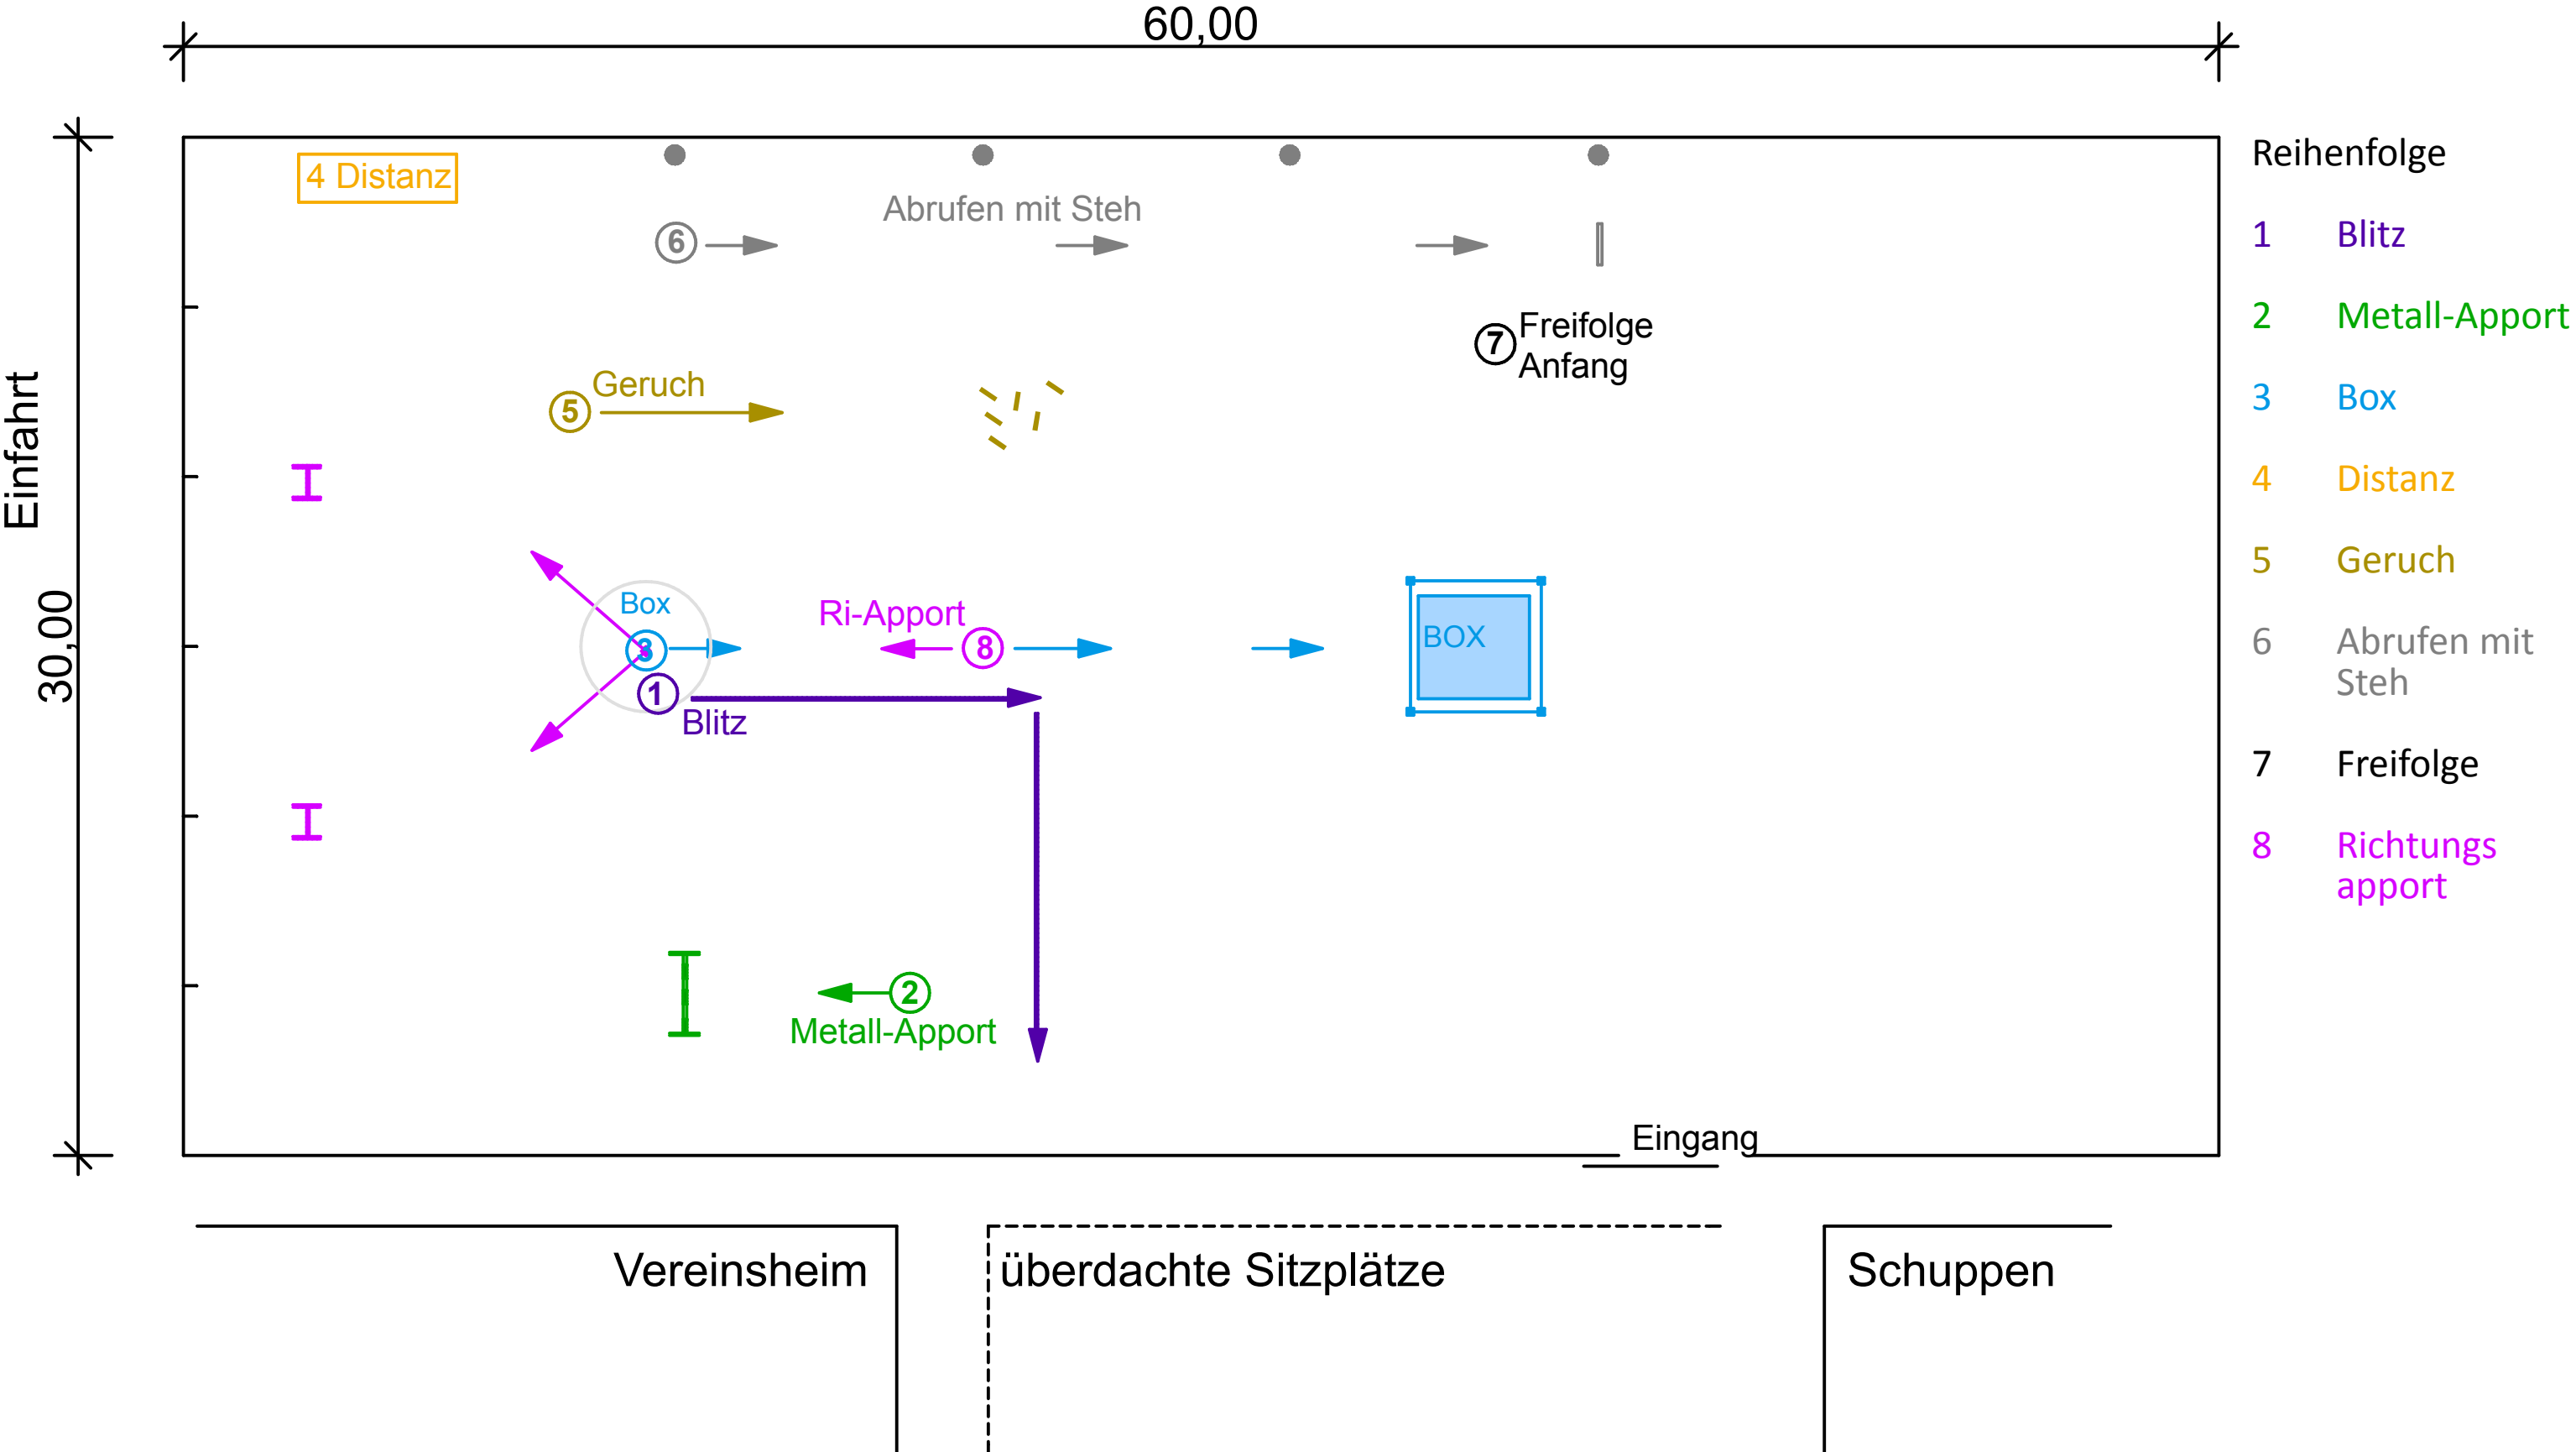 60,00
Einfahrt
30,00
4 Distanz
Abrufen mit Steh
6
7 Freifolge
Anfang
Geruch
5
Box
3
Ri-Apport
8
BOX
1
Blitz
2
Metall-Apport
Eingang
Vereinsheim
überdachte Sitzplätze
Schuppen
Reihenfolge
1 Blitz
2 Metall-Apport
3 Box
4 Distanz
5 Geruch
6 Abrufen mit
Steh
7 Freifolge
8 Richtungs
apport